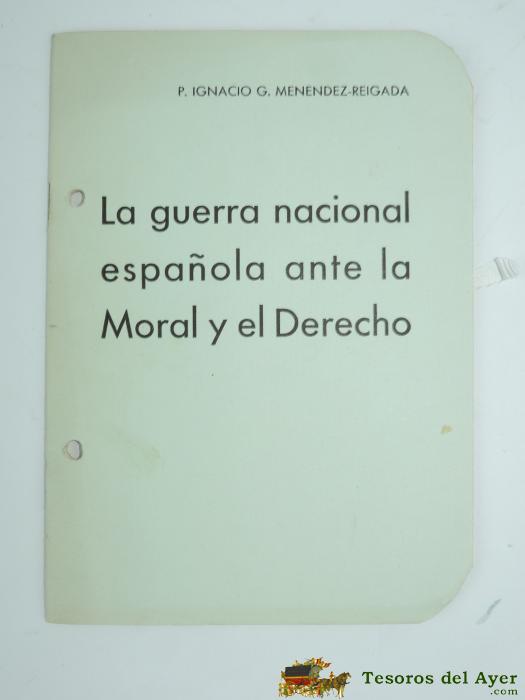 P. IGNACIO G. MENENDEZ-REIGADA
La guerra nacional
española ante la
Moral y el Derecho
Tesoros del Ayer
.com